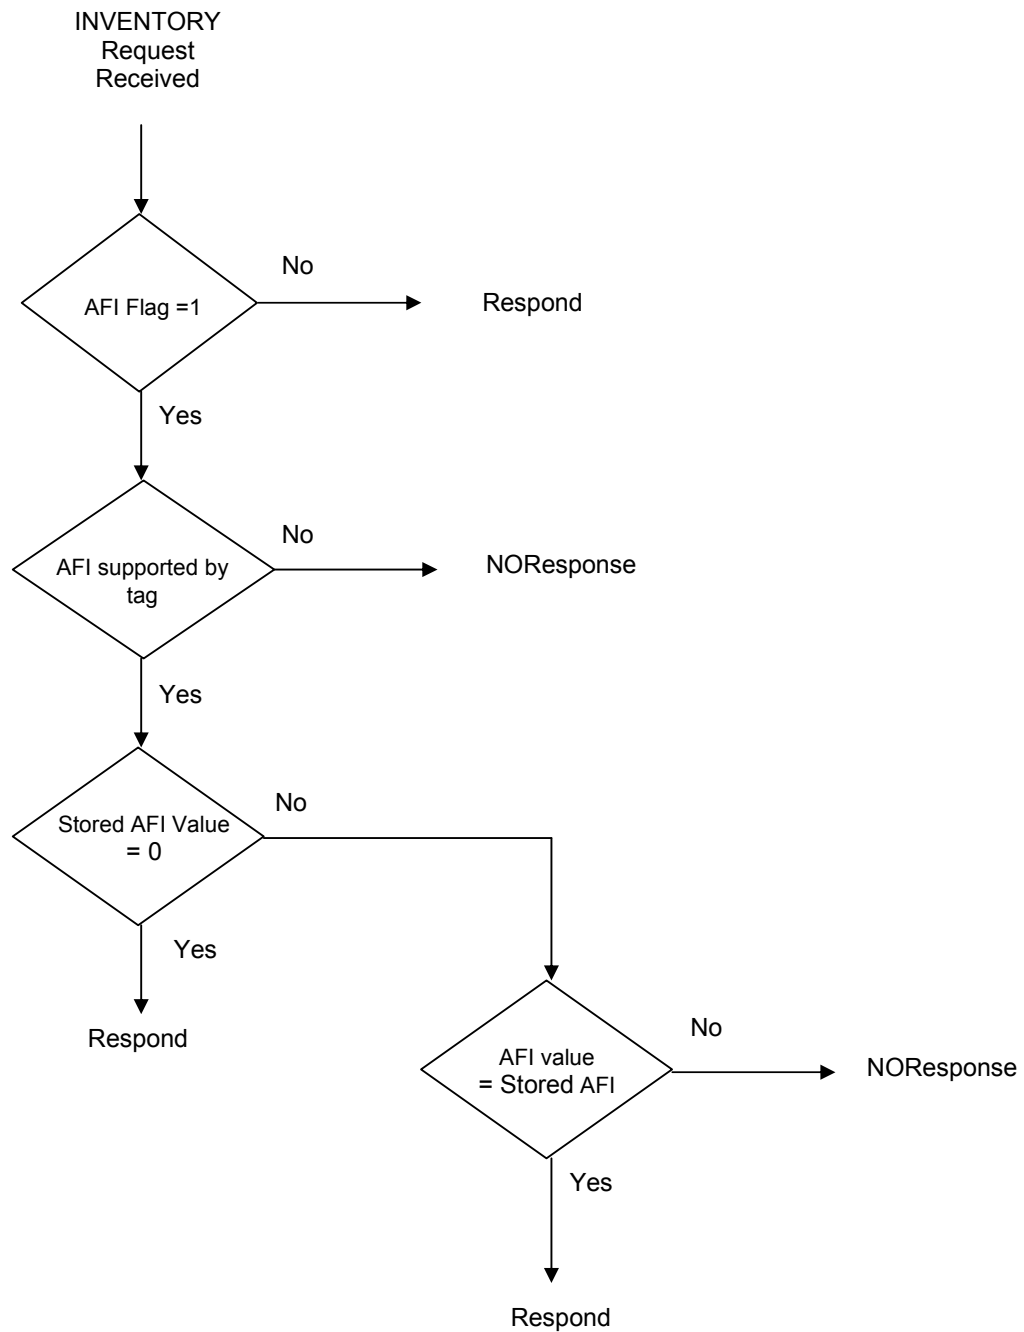 INVENTORY
Request
Received
No
AFI Flag =1
Respond
Yes
No
AFI supported by
tag
NOResponse
Yes
No
Stored AFI Value
= 0
Yes
Respond
No
AFI value
= Stored AFI
NOResponse
Yes
Respond